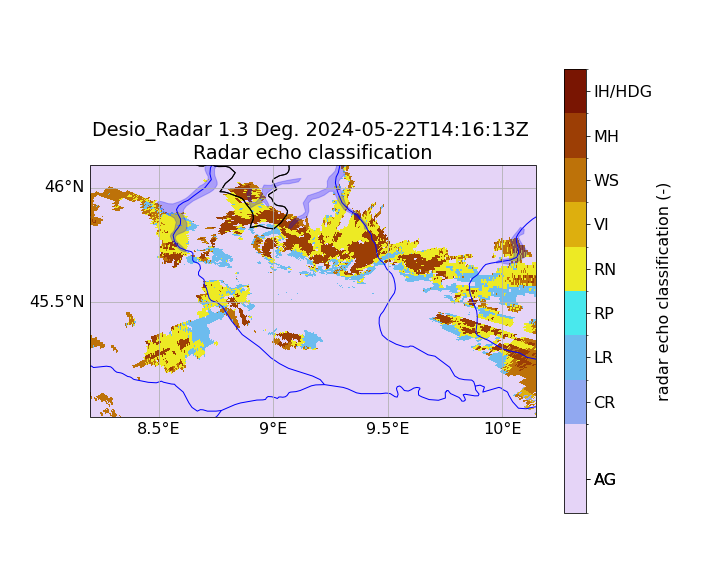 Desio_Radar 1.3 Deg. 2024-05-22T14:16:13Z
Radar echo classification
46°N
45.5°N
8.5°E
9°E
9.5°E
10°E
IH/HDG
MH
WS
VI
RN
RP
LR
CR
AG
radar echo classification (-)